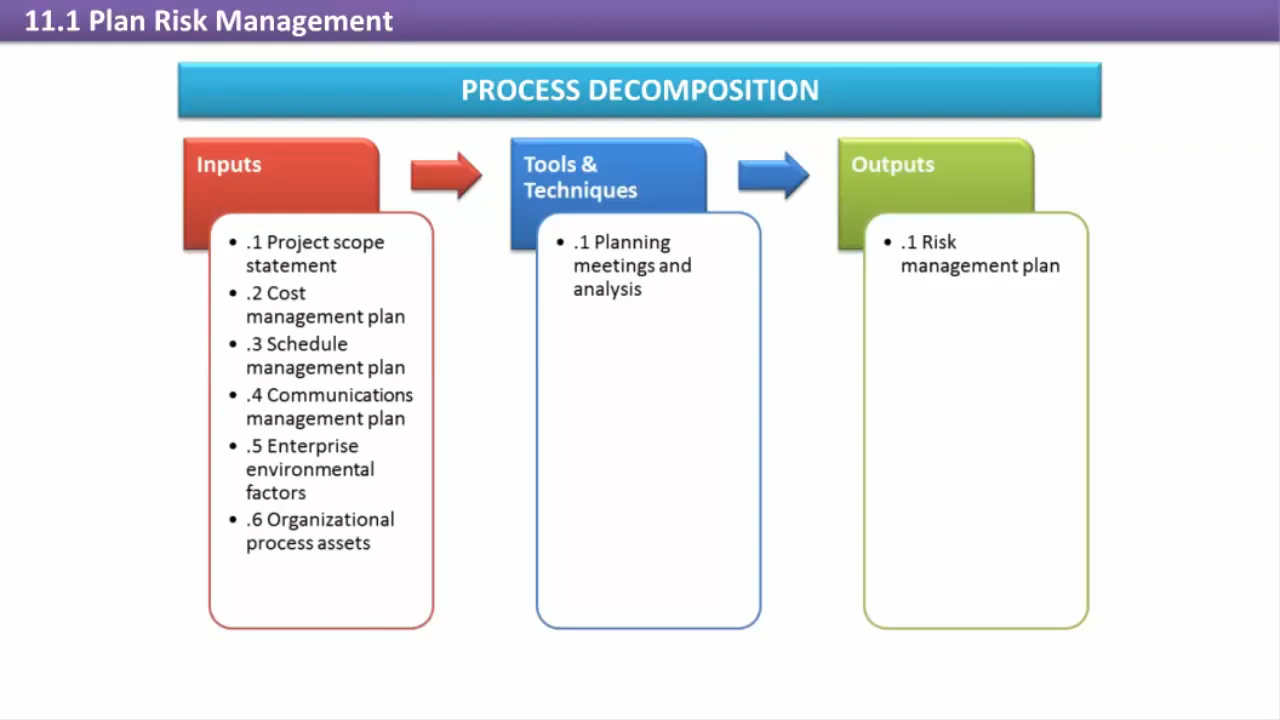 11.1 Plan Risk Management
PROCESS DECOMPOSITION
Inputs
• .1 Project scope
statement
• .2 Cost
management plan
• .3 Schedule
management plan
• .4 Communications
management plan
• .5 Enterprise
environmental
factors
• .6 Organizational
process assets
Tools &
Techniques
• .1 Planning
meetings and
analysis
Outputs
• .1 Risk
management plan